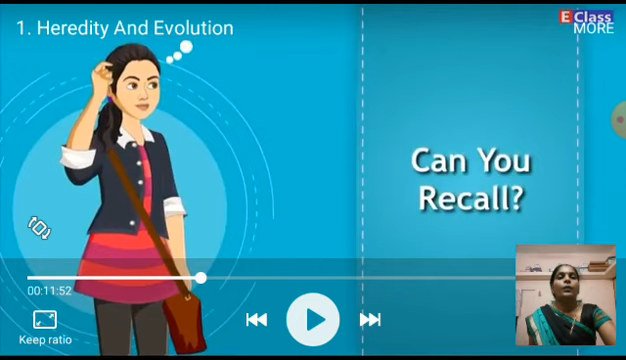 1. Heredity And Evolution
E Class
MORE
Can You
Recall?
00:11:52
Keep ratio